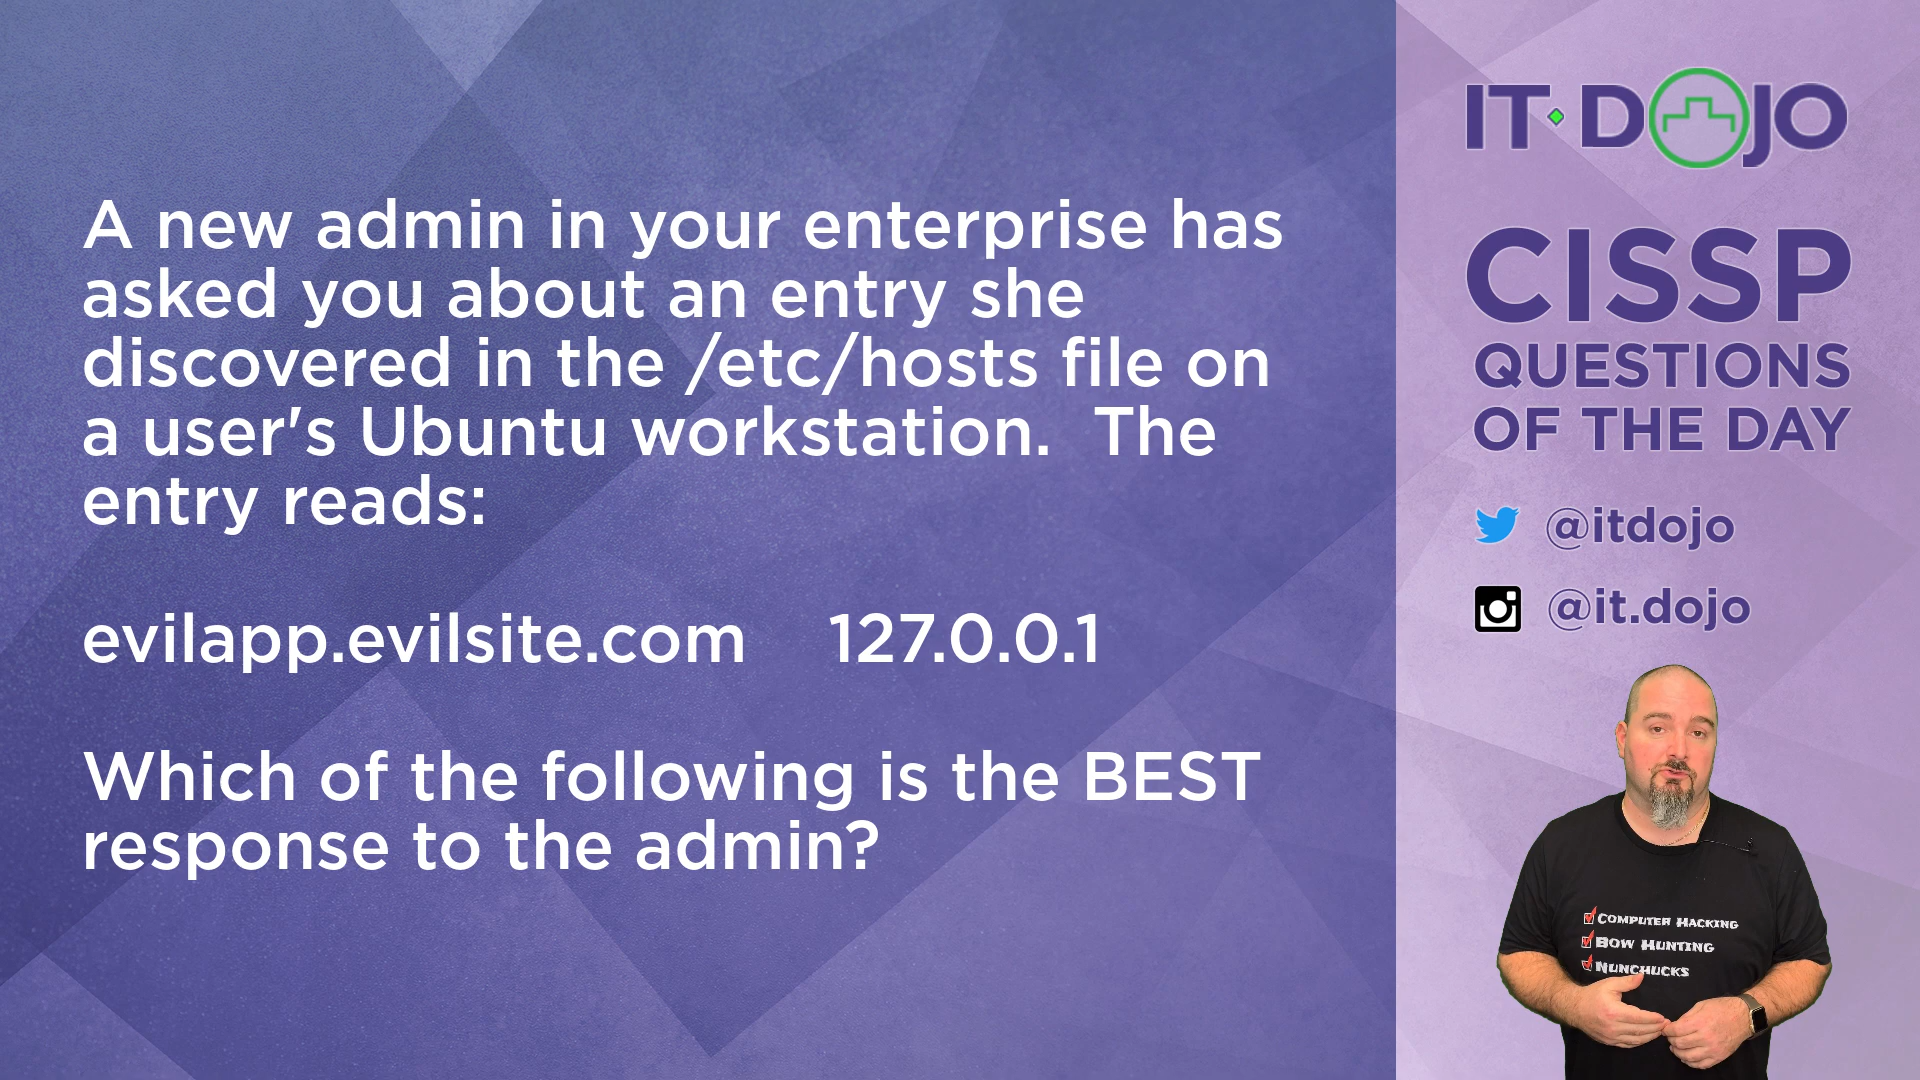 A new admin in your enterprise has
asked you about an entry she
discovered in the /etc/hosts file on
a user's Ubuntu workstation.  The
entry reads:
evilapp.evilsite.com     127.0.0.1
Which of the following is the BEST
response to the admin?
IT DOJO
CISSP
QUESTIONS
OF THE DAY
@itdojo
@it.dojo
Computer Hacking
Bow Hunting
Nunchucks